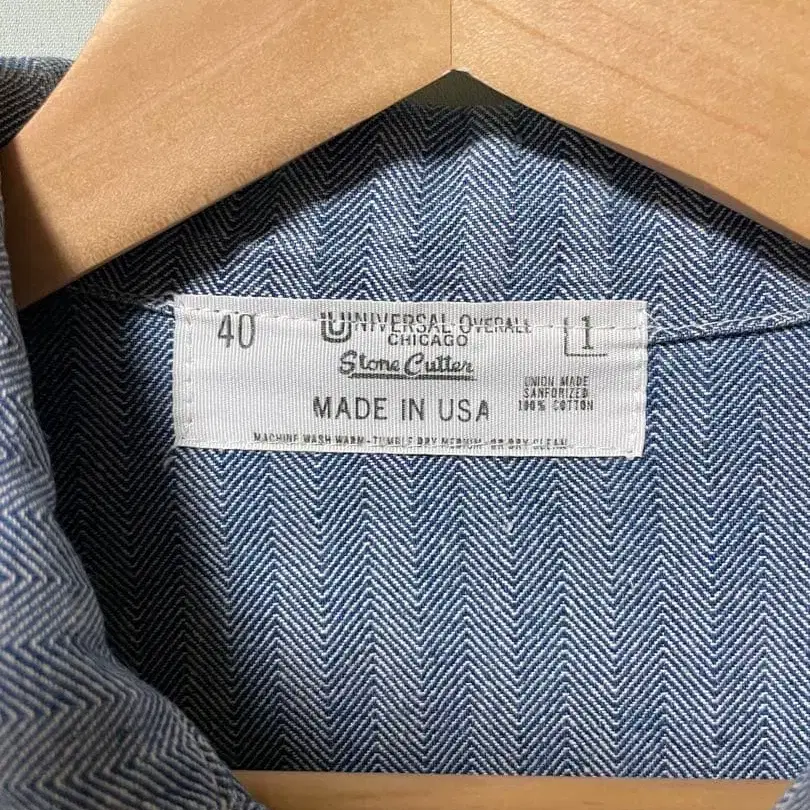 40
UNIVERSAL OVERALL
1
CHICAGO
Stone Cutter
MADE IN USA
UNION MADE
SANFORIZED
100% COTTON
MACHINE WASH WARM-TUMBLE DRY MEDIUM OR DRY CLEAN